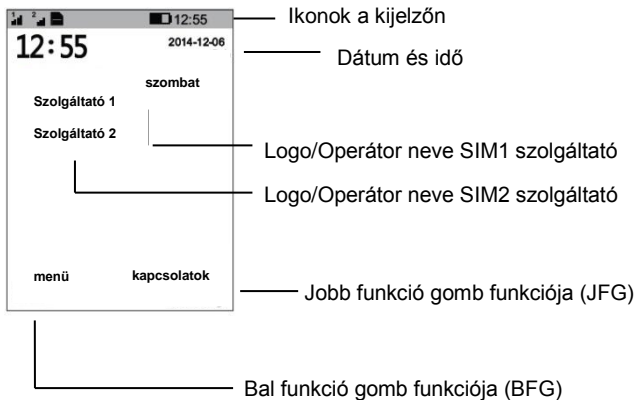 1 2 12:55
Ikonok a kijelzőn
12:55 2014-12-06
Dátum és idő
szombat
Szolgáltató 1
Szolgáltató 2
Logo/Operátor neve SIM1 szolgáltató
Logo/Operátor neve SIM2 szolgáltató
menü kapcsolatok
Jobb funkció gomb funkciója (JFG)
Bal funkció gomb funkciója (BFG)